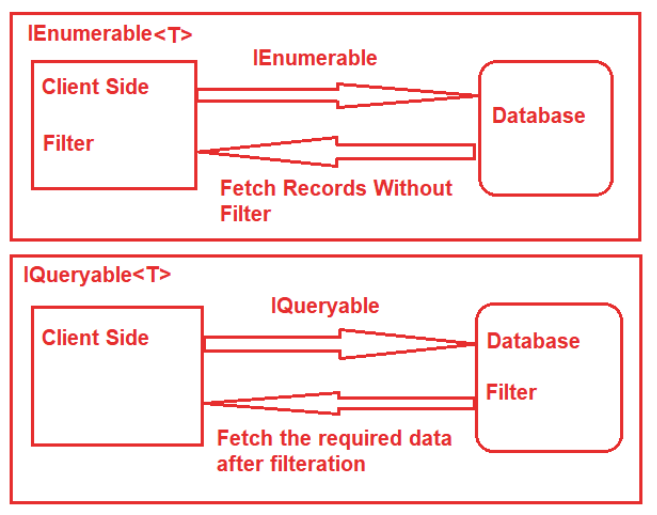 IEnumerable<T>
IEnumerable
Client Side
Filter
Database
Fetch Records Without
Filter
IQueryable<T>
IQueryable
Client Side
Database
Filter
Fetch the required data
after filteration